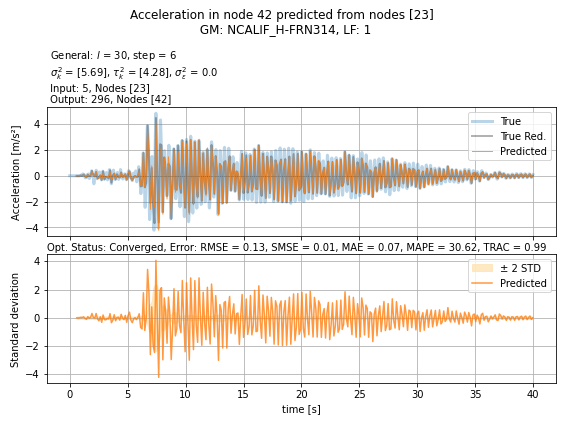 Acceleration in node 42 predicted from nodes [23]
GM: NCALIF_H-FRN314, LF: 1
General: l = 30, step = 6
σ²ₖ = [5.69], τ²ₖ = [4.28], σ²ε = 0.0
Input: 5, Nodes [23]
Output: 296, Nodes [42]
Acceleration [m/s²]
4
2
0
−2
−4
True
True Red.
Predicted
Opt. Status: Converged, Error: RMSE = 0.13, SMSE = 0.01, MAE = 0.07, MAPE = 30.62, TRAC = 0.99
Standard deviation
4
2
0
−2
−4
± 2 STD
Predicted
0 5 10 15 20 25 30 35 40
time [s]